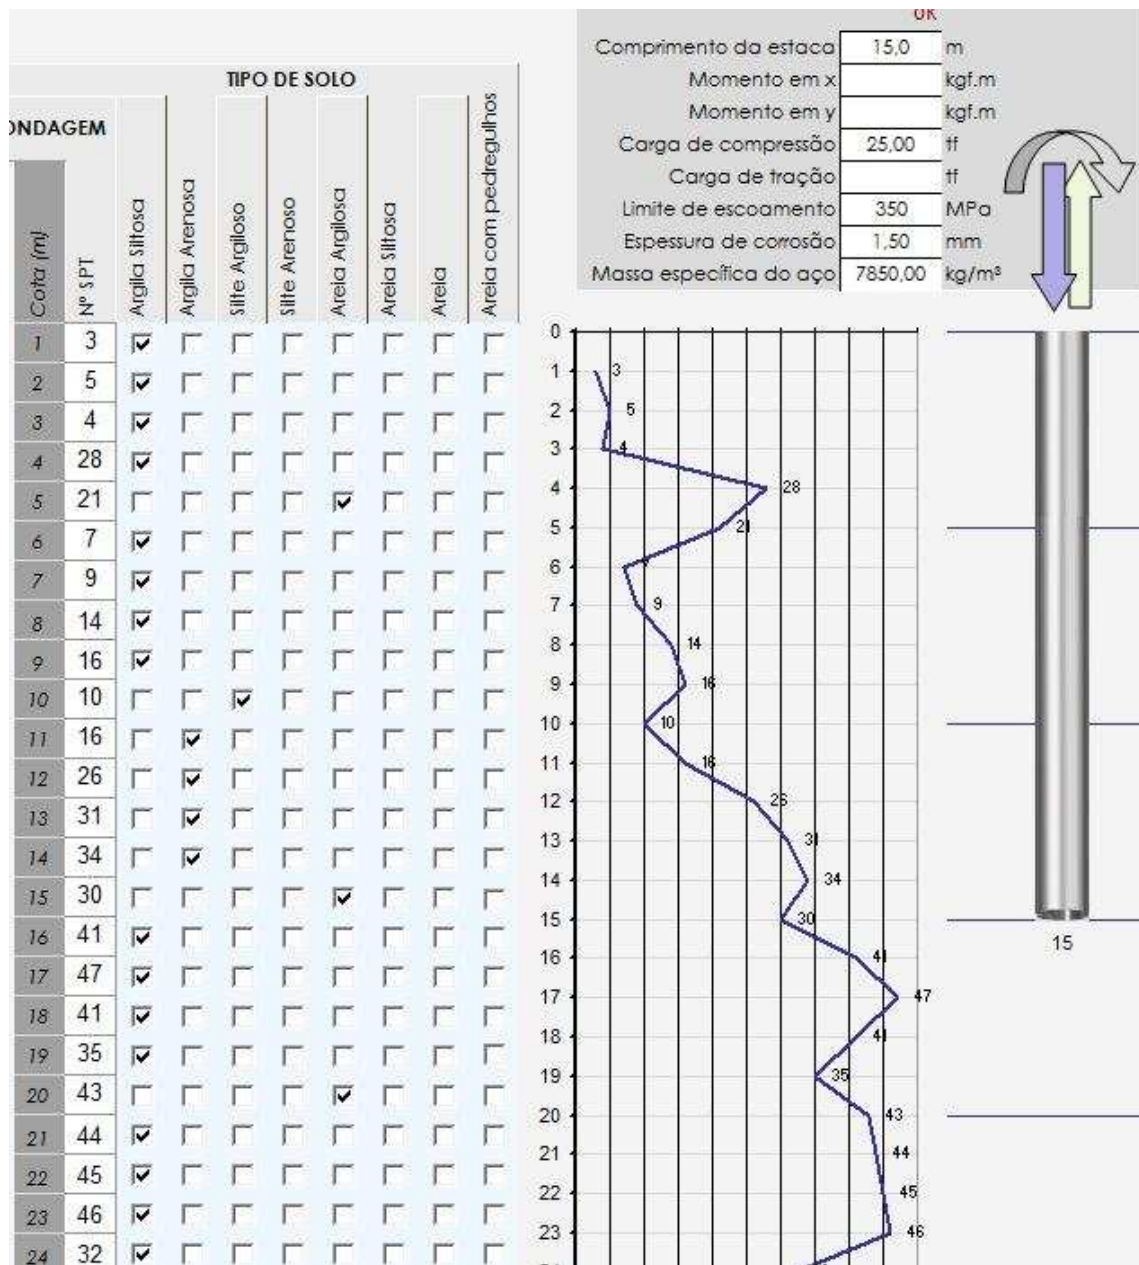 OK
Comprimento da estaca 15,0 m
Momento em x kgf.m
Momento em y kgf.m
Carga de compressão 25,00 tf
Carga de tração tf
Limite de escoamento 350 MPa
Espessura de corrosão 1,50 mm
Massa específica do aço 7850,00 kg/m³
TIPO DE SOLO
ONDAGEM
Cota (m)
Nº SPT
Argila Siltosa
Argila Arenosa
Silte Argiloso
Silte Arenoso
Areia Argilosa
Areia Siltosa
Areia
Areia com pedregulhos
1 3
2 5
3 4
4 28
5 21
6 7
7 9
8 14
9 16
10 10
11 16
12 26
13 31
14 34
15 30
16 41
17 47
18 41
19 35
20 43
21 44
22 45
23 46
24 32
0
1 3
2 5
3 4
4 28
5 21
6
7 9
8 14
9 16
10 10
11 16
12 26
13 31
14 34
15 30
16 41
17 47
18 41
19 35
20 43
21 44
22 45
23 46
15